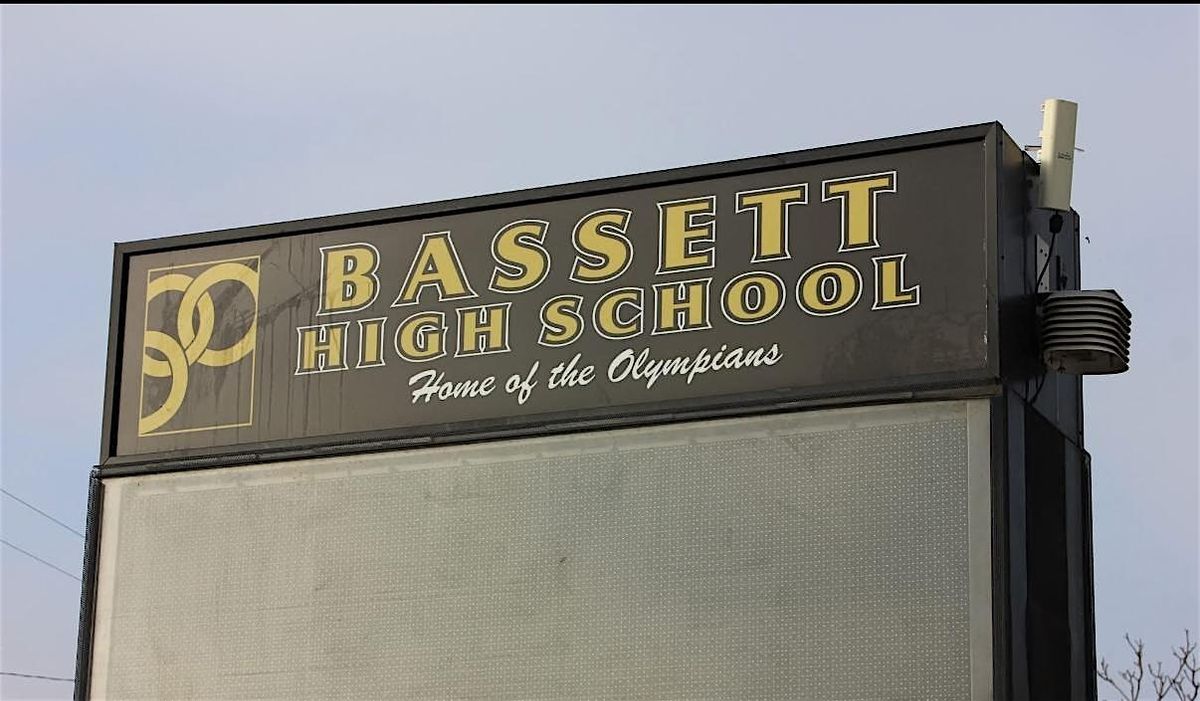 BASSETT
HIGH SCHOOL
Home of the Olympians